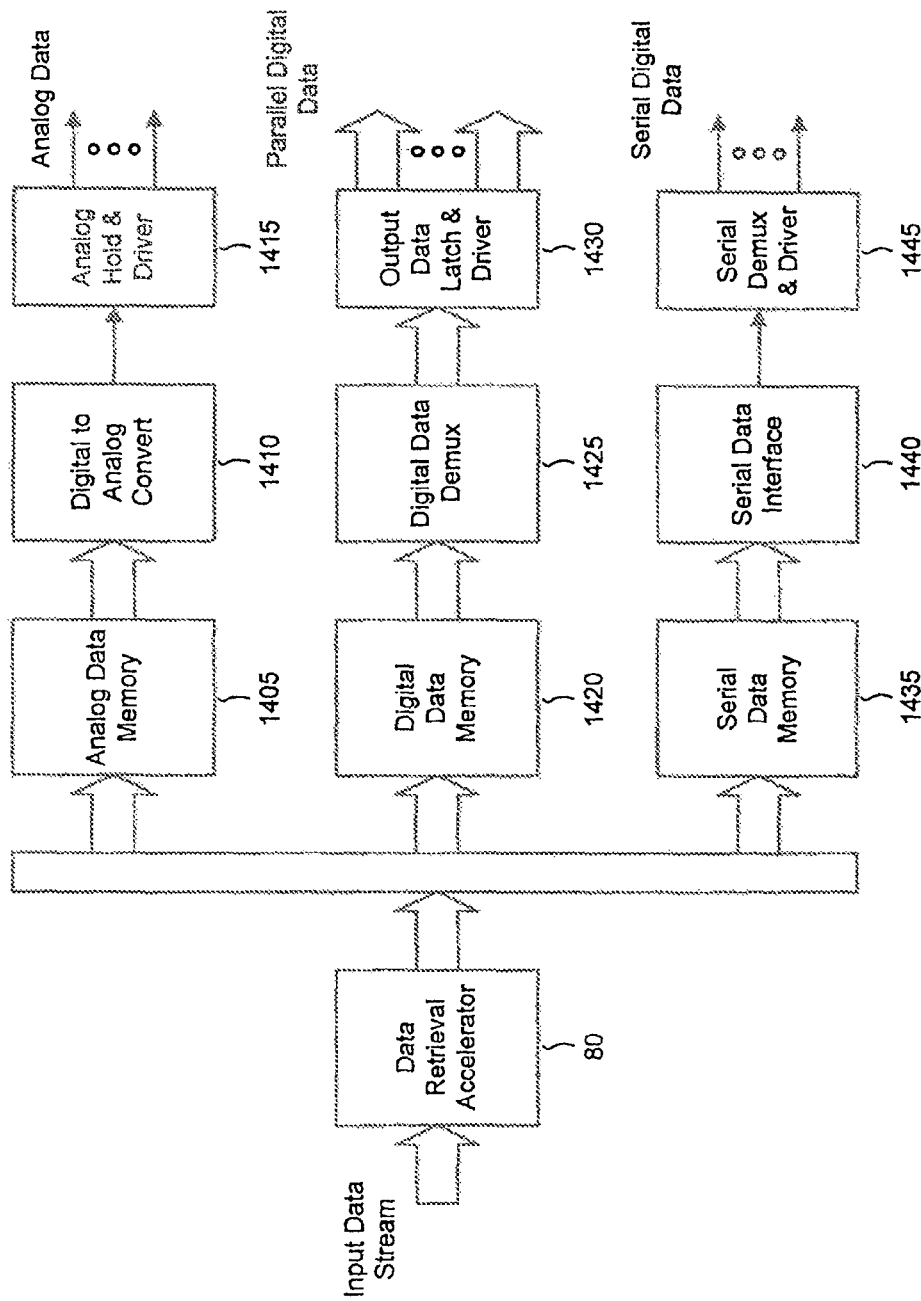 Input Data
Stream
Data
Retrieval
Accelerator
80
Analog Data
Memory
1405
Digital to
Analog
Convert
1410
Analog
Hold &
Driver
1415
Analog Data
Digital
Data
Memory
1420
Digital Data
Demux
1425
Output
Data
Latch &
Driver
1430
Parallel Digital
Data
Serial
Data
Memory
1435
Serial Data
Interface
1440
Serial
Demux
& Driver
1445
Serial Digital
Data